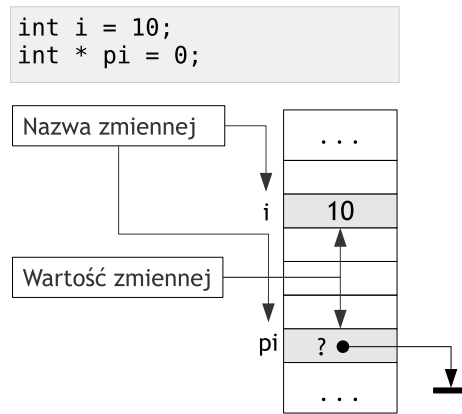 int i = 10;
int * pi = 0;
Nazwa zmiennej
...
i
10
Wartość zmiennej
pi
?
...